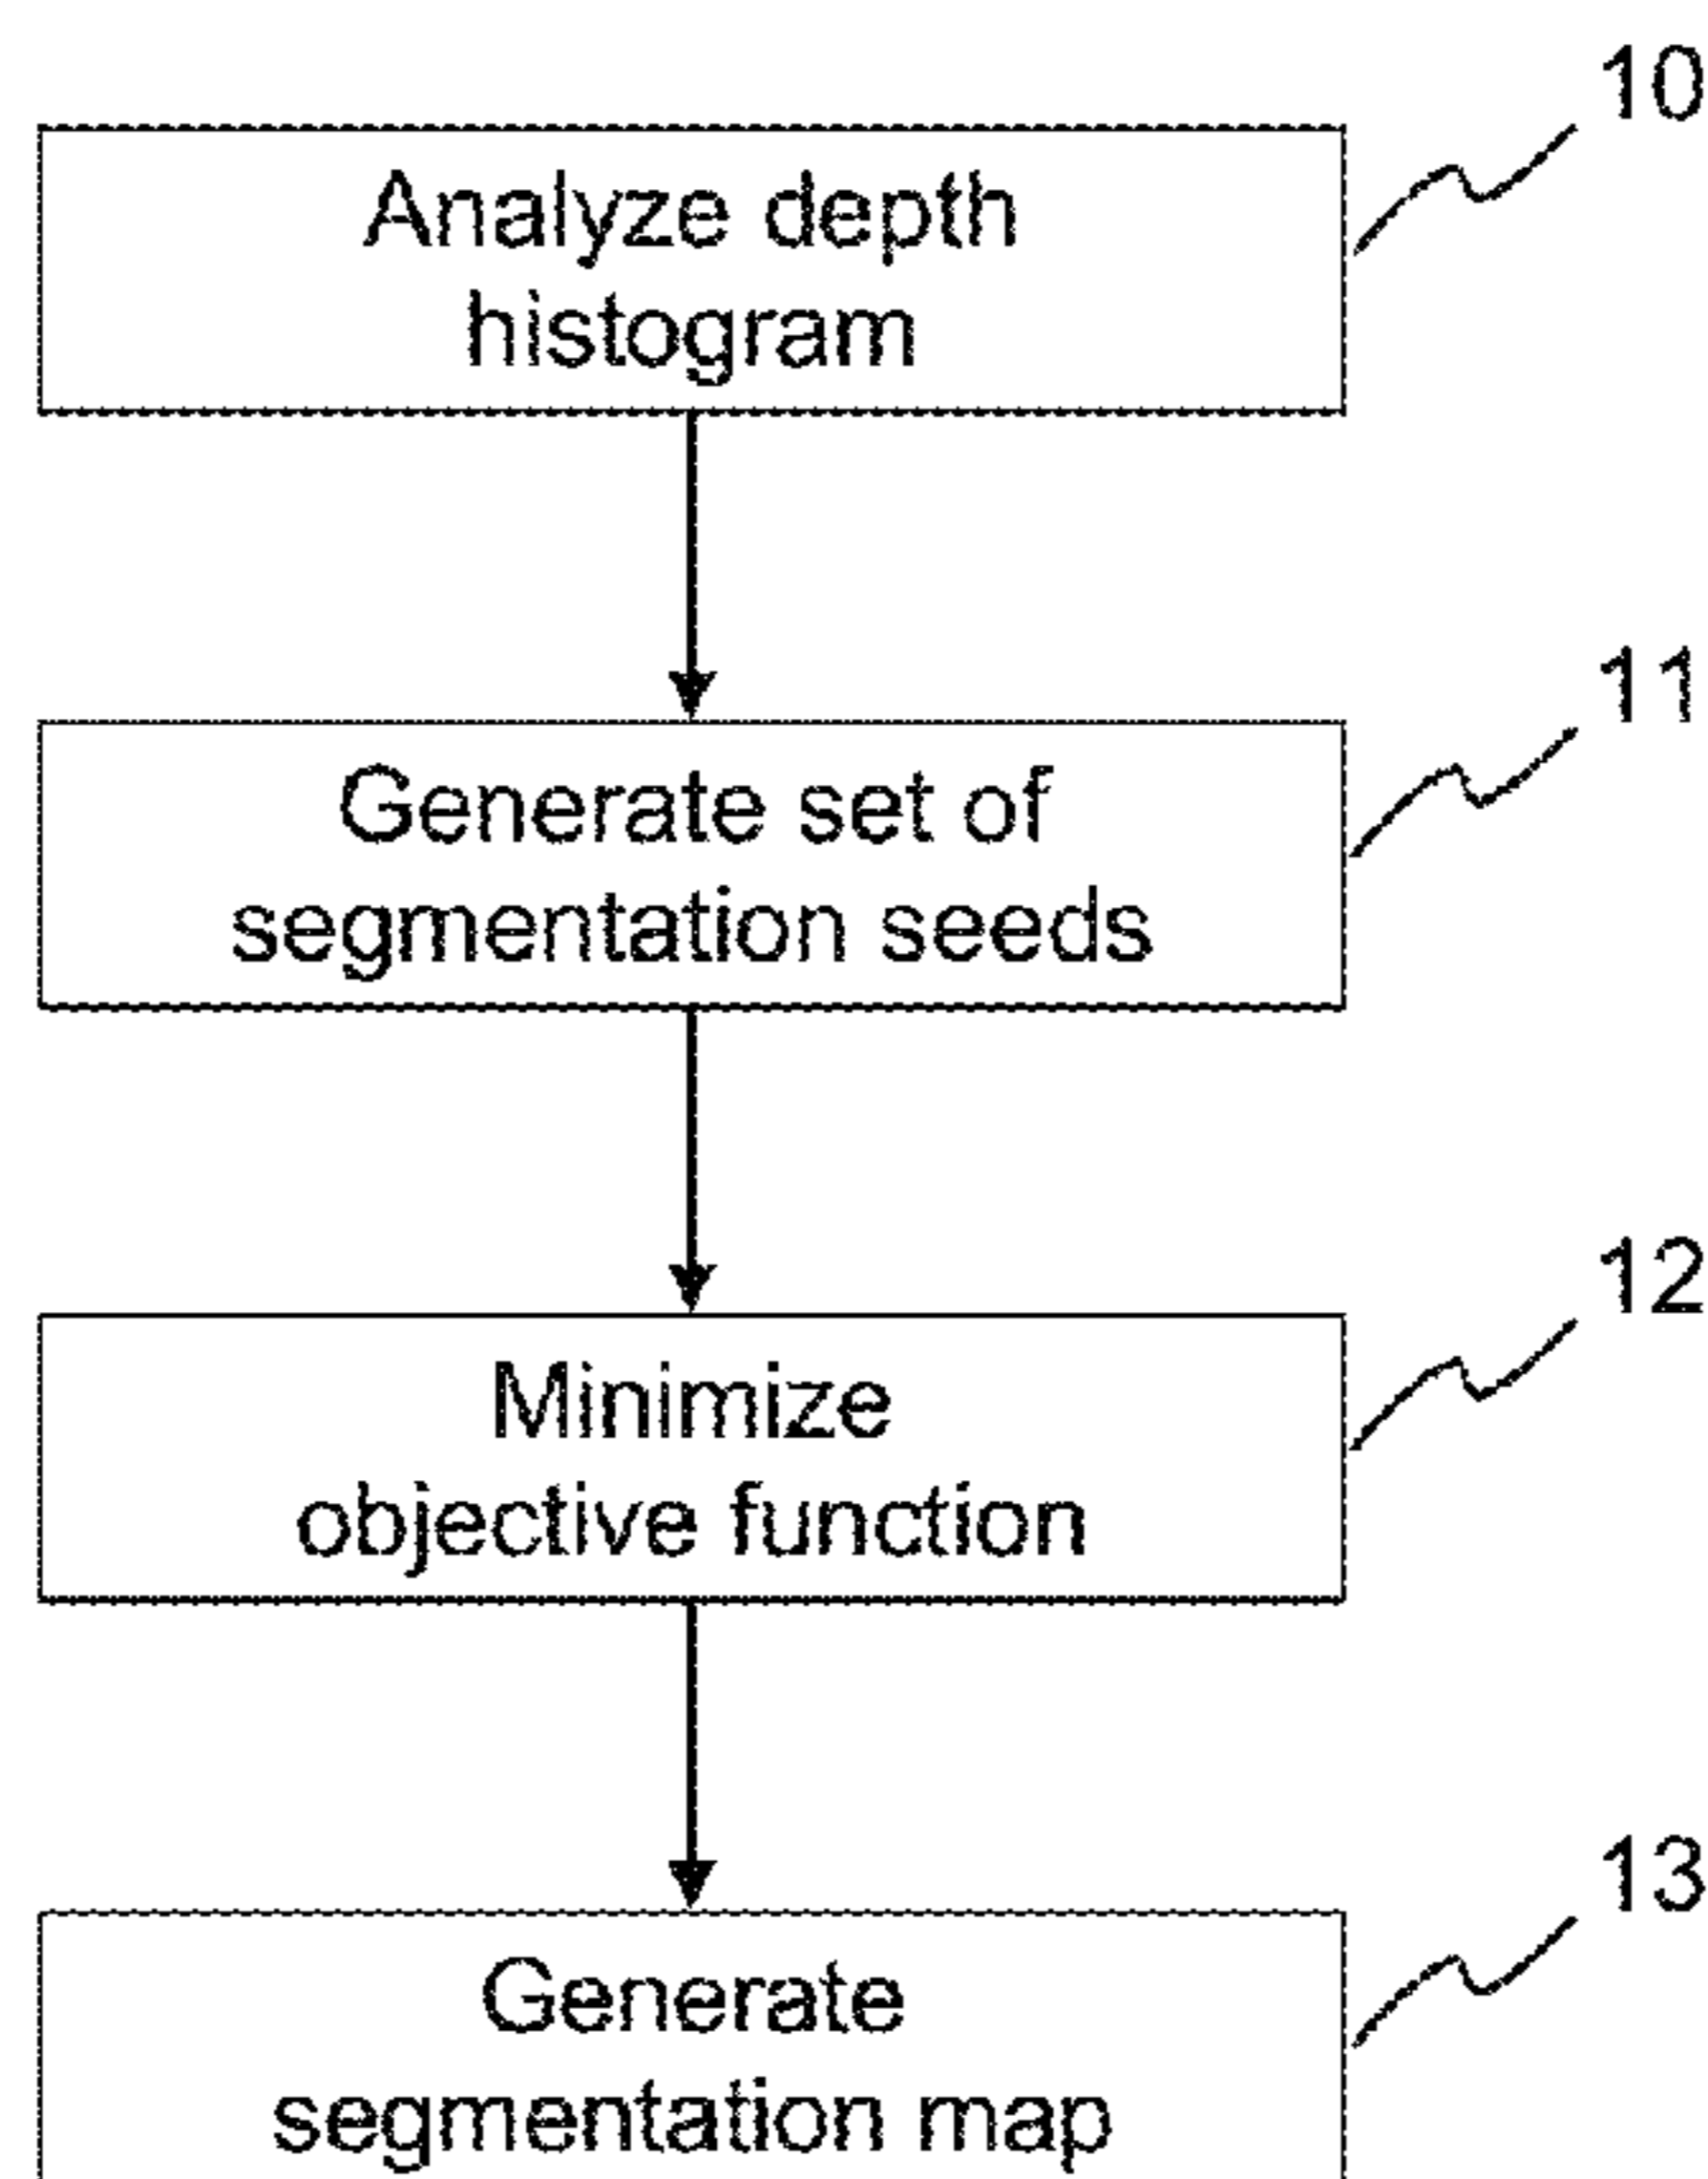 10
Analyze depth
histogram
11
Generate set of
segmentation seeds
12
Minimize
objective function
13
Generate
segmentation map